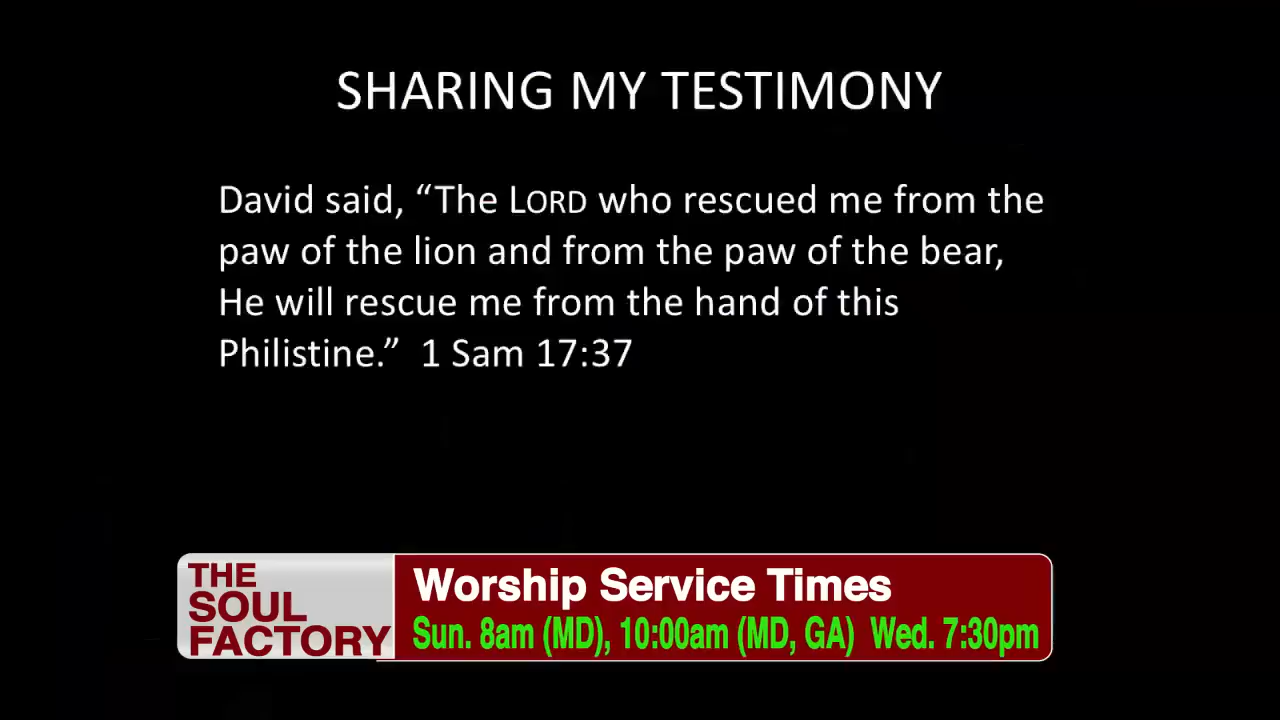 SHARING MY TESTIMONY
David said, “The LORD who rescued me from the
paw of the lion and from the paw of the bear,
He will rescue me from the hand of this
Philistine.”  1 Sam 17:37
THE
SOUL
FACTORY
Worship Service Times
Sun. 8am (MD), 10:00am (MD, GA)  Wed. 7:30pm